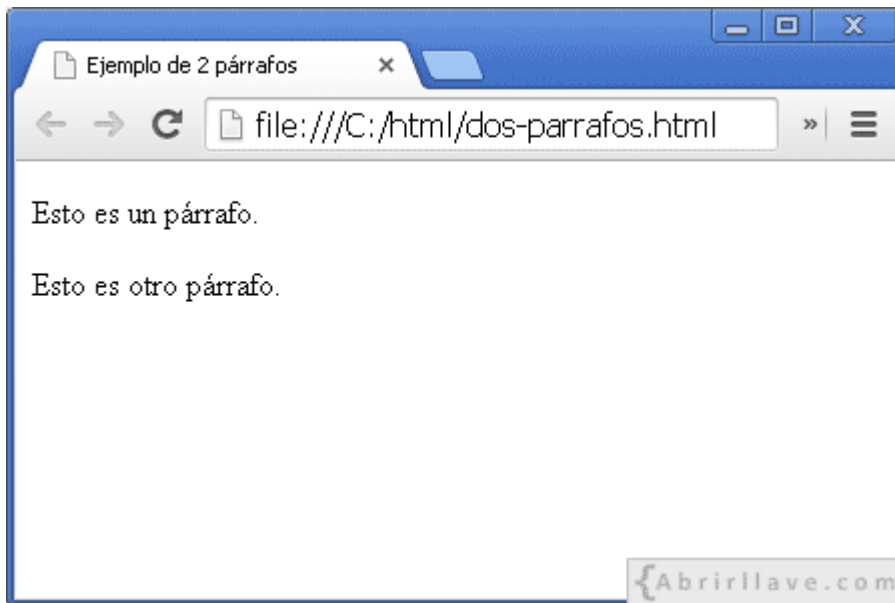 Ejemplo de 2 párrafos
file:///C:/html/dos-parrafos.html
Esto es un párrafo.
Esto es otro párrafo.
{Abrirllave.com